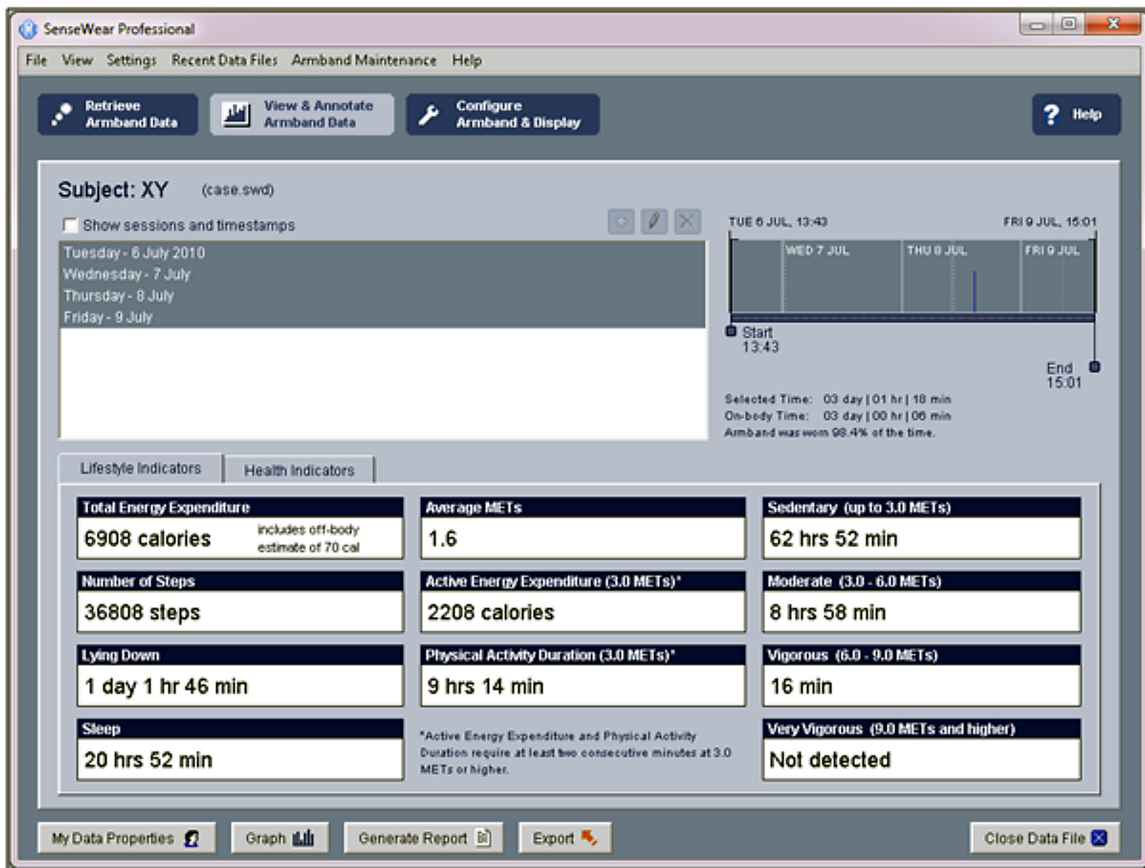 SenseWear Professional
File View Settings Recent Data Files Armband Maintenance Help
Retrieve
Armband Data
View & Annotate
Armband Data
Configure
Armband & Display
? Help
Subject: XY (case.swd)
Show sessions and timestamps
Tuesday - 6 July 2010
Wednesday - 7 July
Thursday - 8 July
Friday - 9 July
TUE 6 JUL, 13:43 FRI 9 JUL, 15:01
WED 7 JUL THU 8 JUL FRI 9 JUL
Start
13:43
End
15:01
Selected Time: 03 day | 01 hr | 18 min
On-body Time: 03 day | 00 hr | 06 min
Armband was worn 98.4% of the time.
Lifestyle Indicators Health Indicators
Total Energy Expenditure
6908 calories
includes off-body
estimate of 70 cal
Average METs
1.6
Sedentary (up to 3.0 METs)
62 hrs 52 min
Number of Steps
36808 steps
Active Energy Expenditure (3.0 METs)*
2208 calories
Moderate (3.0 - 6.0 METs)
8 hrs 58 min
Lying Down
1 day 1 hr 46 min
Physical Activity Duration (3.0 METs)*
9 hrs 14 min
Vigorous (6.0 - 9.0 METs)
16 min
Sleep
20 hrs 52 min
*Active Energy Expenditure and Physical Activity
Duration require at least two consecutive minutes at 3.0
METs or higher.
Very Vigorous (9.0 METs and higher)
Not detected
My Data Properties
Graph
Generate Report
Export
Close Data File